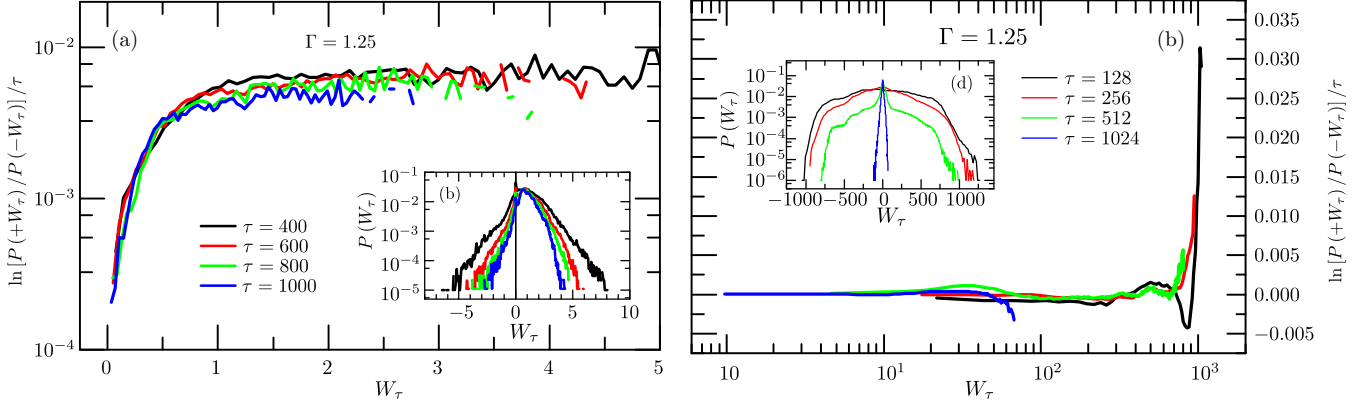 (a)
Γ = 1.25
ln [P (+W_τ) / P (−W_τ)] /τ
10^−2
10^−3
10^−4
τ = 400
τ = 600
τ = 800
τ = 1000
(b)
P (W_τ)
10^−1
10^−2
10^−3
10^−4
10^−5
−5 0 5 10
W_τ
0 1 2 3 4 5
W_τ
Γ = 1.25
(b)
(d)
P (W_τ)
10^−1
10^−2
10^−3
10^−4
10^−5
10^−6
−1000 −500 0 500 1000
W_τ
τ = 128
τ = 256
τ = 512
τ = 1024
0.035
0.030
0.025
0.020
0.015
0.010
0.005
0.000
−0.005
ln [P (+W_τ) / P (−W_τ)] /τ
10 10^1 10^2 10^3
W_τ